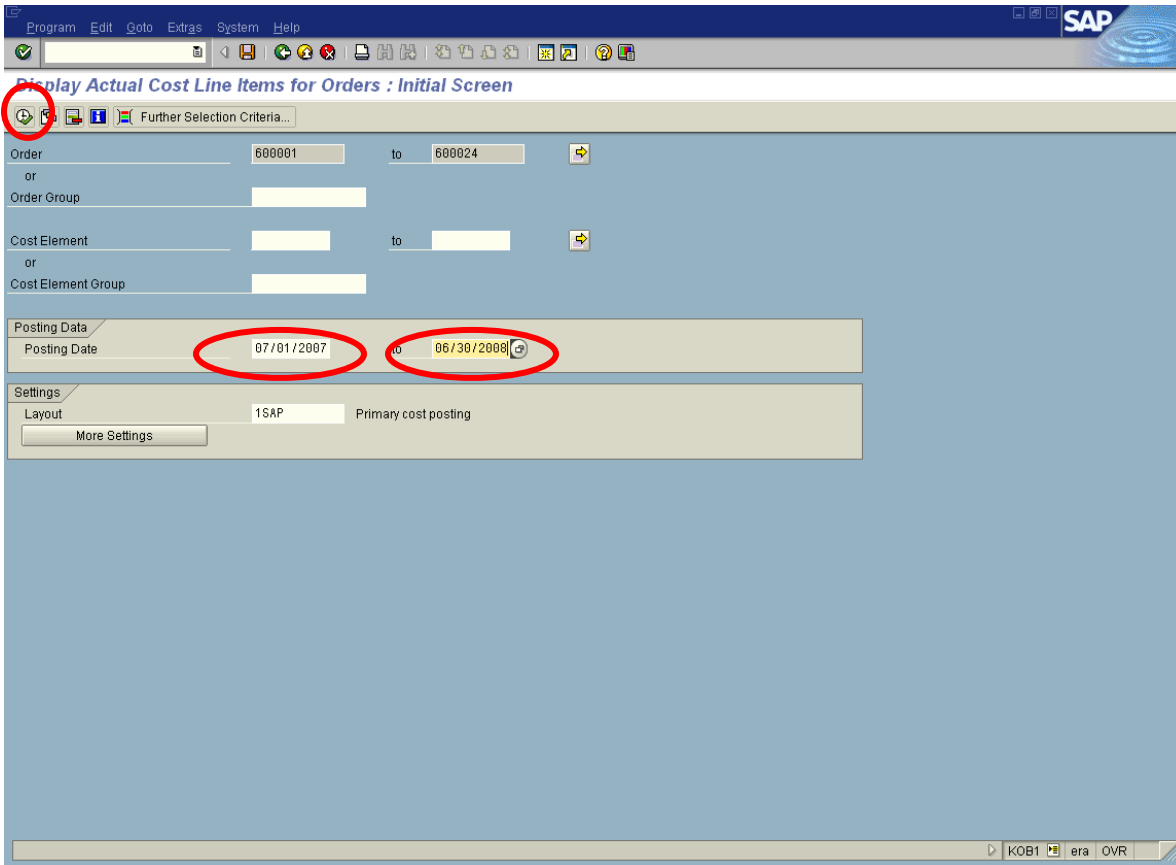 Program Edit Goto Extras System Help
SAP
Display Actual Cost Line Items for Orders : Initial Screen
Further Selection Criteria...
Order 600001 to 600024
or
Order Group
Cost Element to
or
Cost Element Group
Posting Data
Posting Date 07/01/2007 to 06/30/2008
Settings
Layout 1SAP Primary cost posting
More Settings
KOB1 era OVR